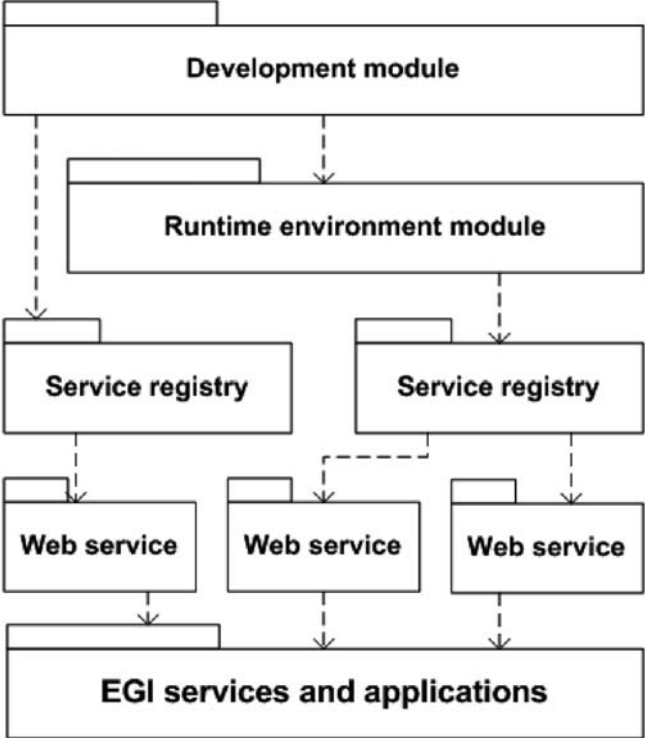 Development module
Runtime environment module
Service registry
Service registry
Web service
Web service
Web service
EGI services and applications